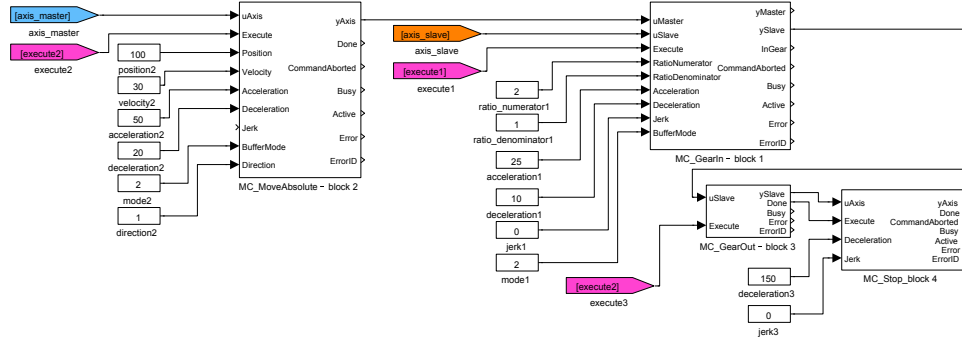 [axis_master]
axis_master
[execute2]
execute2
100
position2
30
velocity2
50
acceleration2
20
deceleration2
2
mode2
1
direction2
uAxis
Execute
Position
Velocity
Acceleration
Deceleration
Jerk
BufferMode
Direction
yAxis
Done
CommandAborted
Busy
Active
Error
ErrorID
MC_MoveAbsolute – block 2
[axis_slave]
axis_slave
[execute1]
execute1
2
ratio_numerator1
1
ratio_denominator1
25
acceleration1
10
deceleration1
0
jerk1
2
mode1
uMaster
uSlave
Execute
RatioNumerator
RatioDenominator
Acceleration
Deceleration
Jerk
BufferMode
yMaster
ySlave
InGear
CommandAborted
Busy
Active
Error
ErrorID
MC_GearIn – block 1
[execute2]
execute3
uSlave
Execute
ySlave
Done
Busy
Error
ErrorID
MC_GearOut – block 3
150
deceleration3
0
jerk3
uAxis
Execute
Deceleration
Jerk
yAxis
Done
CommandAborted
Busy
Active
Error
ErrorID
MC_Stop_block 4